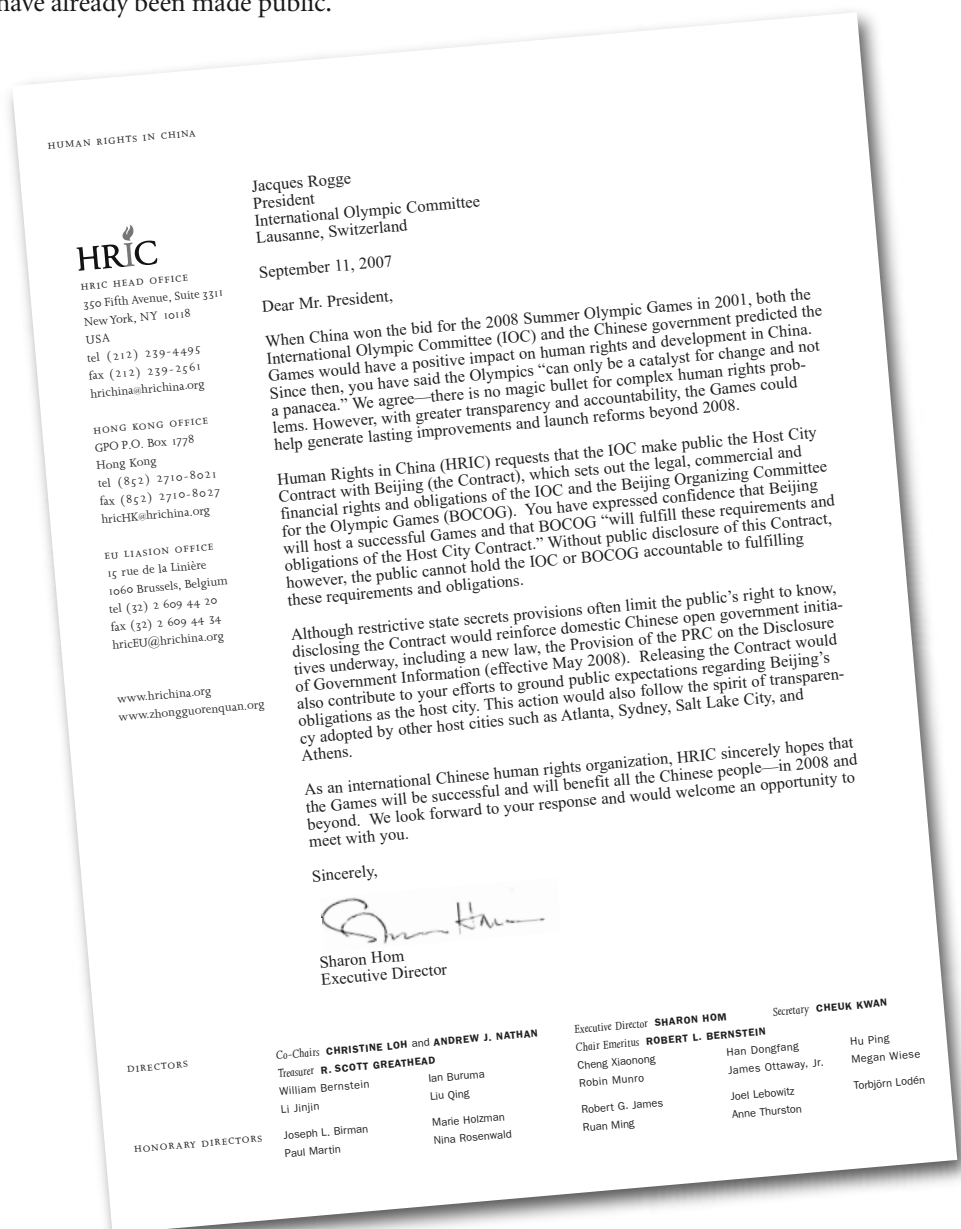 have already been made public.
HUMAN RIGHTS IN CHINA
HRIC
HRIC HEAD OFFICE
350 Fifth Avenue, Suite 3311
New York, NY 10118
USA
tel (212) 239-4495
fax (212) 239-2561
hrichina@hrichina.org
HONG KONG OFFICE
GPO P.O. Box 1778
Hong Kong
tel (852) 2710-8021
fax (852) 2710-8027
hricHK@hrichina.org
EU LIASION OFFICE
15 rue de la Linière
1060 Brussels, Belgium
tel (32) 2 609 44 20
fax (32) 2 609 44 34
hricEU@hrichina.org
www.hrichina.org
www.zhongguorenquan.org
Jacques Rogge
President
International Olympic Committee
Lausanne, Switzerland
September 11, 2007
Dear Mr. President,
When China won the bid for the 2008 Summer Olympic Games in 2001, both the
International Olympic Committee (IOC) and the Chinese government predicted the
Games would have a positive impact on human rights and development in China.
Since then, you have said the Olympics “can only be a catalyst for change and not
a panacea.” We agree—there is no magic bullet for complex human rights prob-
lems. However, with greater transparency and accountability, the Games could
help generate lasting improvements and launch reforms beyond 2008.
Human Rights in China (HRIC) requests that the IOC make public the Host City
Contract with Beijing (the Contract), which sets out the legal, commercial and
financial rights and obligations of the IOC and the Beijing Organizing Committee
for the Olympic Games (BOCOG). You have expressed confidence that Beijing
will host a successful Games and that BOCOG “will fulfill these requirements and
obligations of the Host City Contract.” Without public disclosure of this Contract,
however, the public cannot hold the IOC or BOCOG accountable to fulfilling
these requirements and obligations.
Although restrictive state secrets provisions often limit the public’s right to know,
disclosing the Contract would reinforce domestic Chinese open government initia-
tives underway, including a new law, the Provision of the PRC on the Disclosure
of Government Information (effective May 2008). Releasing the Contract would
also contribute to your efforts to ground public expectations regarding Beijing’s
obligations as the host city. This action would also follow the spirit of transparen-
cy adopted by other host cities such as Atlanta, Sydney, Salt Lake City, and
Athens.
As an international Chinese human rights organization, HRIC sincerely hopes that
the Games will be successful and will benefit all the Chinese people—in 2008 and
beyond. We look forward to your response and would welcome an opportunity to
meet with you.
Sincerely,
Sharon Hom
Sharon Hom
Executive Director
DIRECTORS
Co-Chairs CHRISTINE LOH and ANDREW J. NATHAN
Executive Director SHARON HOM
Secretary CHEUK KWAN
Treasurer R. SCOTT GREATHEAD
Chair Emeritus ROBERT L. BERNSTEIN
William Bernstein
Ian Buruma
Cheng Xiaonong
Han Dongfang
Hu Ping
Li Jinjin
Liu Qing
Robin Munro
James Ottaway, Jr.
Megan Wiese
HONORARY DIRECTORS
Joseph L. Birman
Marie Holzman
Robert G. James
Joel Lebowitz
Torbjörn Lodén
Paul Martin
Nina Rosenwald
Ruan Ming
Anne Thurston